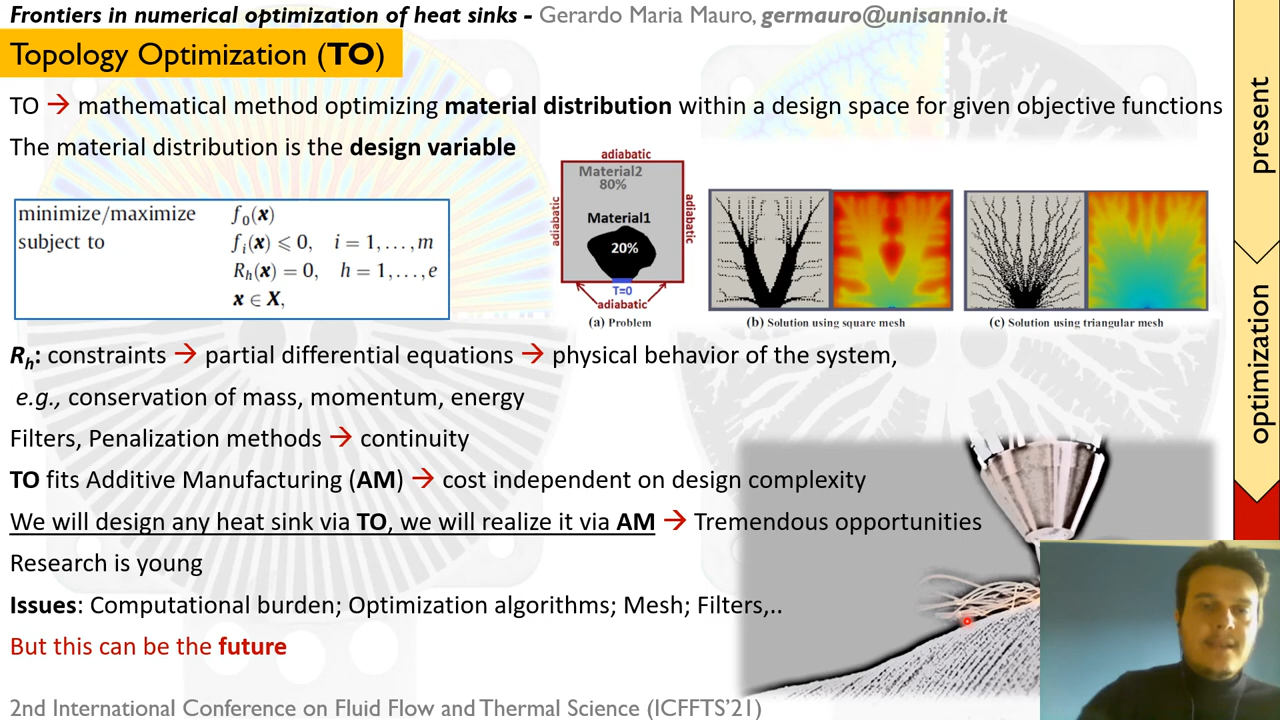 Frontiers in numerical optimization of heat sinks - Gerardo Maria Mauro, germauro@unisannio.it
Topology Optimization (TO)
TO → mathematical method optimizing material distribution within a design space for given objective functions
The material distribution is the design variable
minimize/maximize f₀(x)
subject to fᵢ(x) ⩽ 0, i = 1,...,m
Rₕ(x) = 0, h = 1,...,e
x ∈ X,
adiabatic
Material2
80%
adiabatic
adiabatic
Material1
20%
T=0
adiabatic
(a) Problem
(b) Solution using square mesh
(c) Solution using triangular mesh
Rₕ: constraints → partial differential equations → physical behavior of the system,
e.g., conservation of mass, momentum, energy
Filters, Penalization methods → continuity
TO fits Additive Manufacturing (AM) → cost independent on design complexity
We will design any heat sink via TO, we will realize it via AM → Tremendous opportunities
Research is young
Issues: Computational burden; Optimization algorithms; Mesh; Filters,..
But this can be the future
2nd International Conference on Fluid Flow and Thermal Science (ICFFTS'21)
present
optimization